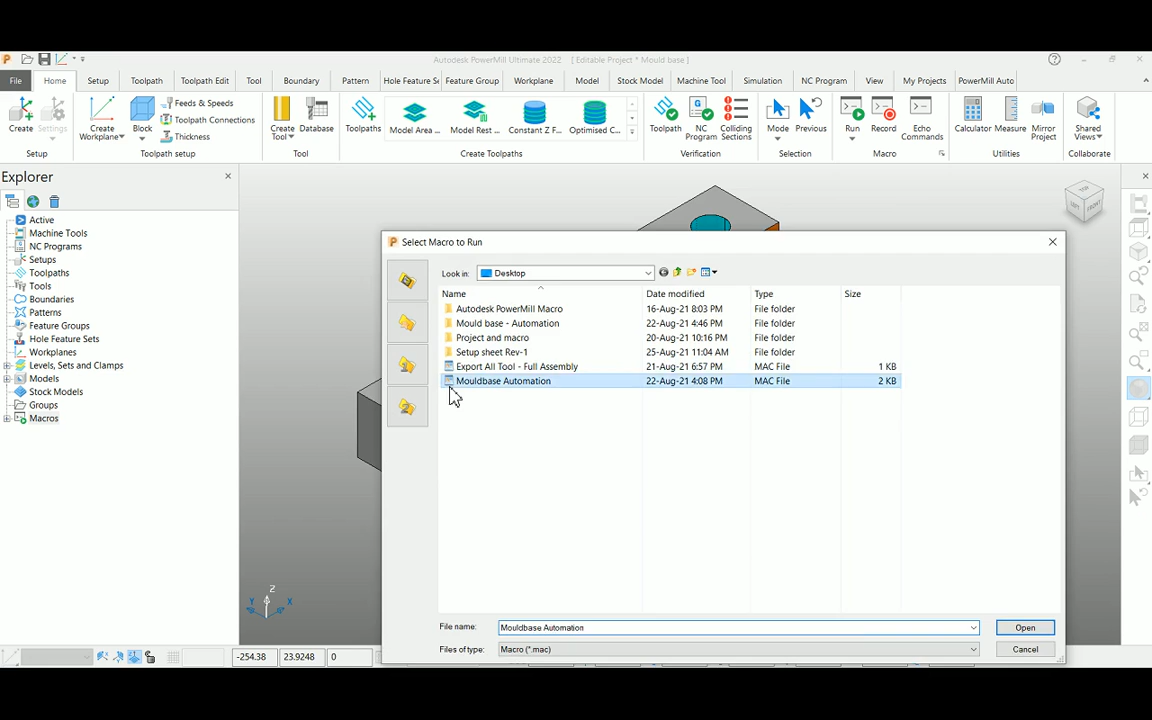 Autodesk PowerMill Ultimate 2022 [ Editable Project * Mould base ]
File Home Setup Toolpath Toolpath Edit Tool Boundary Pattern Hole Feature Se Feature Group Workplane Model Stock Model Machine Tool Simulation NC Program View My Projects PowerMill Auto
Create Settings Create Workplane Block Feeds & Speeds Toolpath Connections Thickness Create Tool Database Toolpaths Model Area ... Model Rest ... Constant Z F... Optimised C... Toolpath NC Program Colliding Sections Mode Previous Run Record Echo Commands Calculator Measure Mirror Project Shared Views
Setup Toolpath setup Tool Create Toolpaths Verification Selection Macro Utilities Collaborate
Explorer
Active
Machine Tools
NC Programs
Setups
Toolpaths
Tools
Boundaries
Patterns
Feature Groups
Hole Feature Sets
Workplanes
Levels, Sets and Clamps
Models
Stock Models
Groups
Macros
TOP
LEFT FRONT
Select Macro to Run
Look in: Desktop
Name Date modified Type Size
Autodesk PowerMill Macro 16-Aug-21 8:03 PM File folder
Mould base - Automation 22-Aug-21 4:46 PM File folder
Project and macro 20-Aug-21 10:16 PM File folder
Setup sheet Rev-1 25-Aug-21 11:04 AM File folder
Export All Tool - Full Assembly 21-Aug-21 6:57 PM MAC File 1 KB
Mouldbase Automation 22-Aug-21 4:08 PM MAC File 2 KB
File name: Mouldbase Automation Open
Files of type: Macro (*.mac) Cancel
Z
Y X
-254.38 23.9248 0